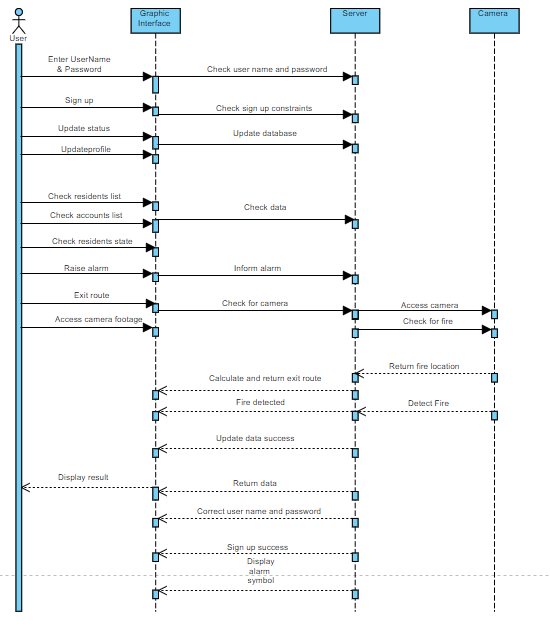 Graphic
Interface
Server
Camera
User
Enter UserName
& Password
Check user name and password
Sign up
Check sign up constraints
Update status
Update database
Updateprofile
Check residents list
Check data
Check accounts list
Check residents state
Raise alarm
Inform alarm
Exit route
Check for camera
Access camera
Access camera footage
Check for fire
Return fire location
Calculate and return exit route
Fire detected
Detect Fire
Update data success
Display result
Return data
Correct user name and password
Sign up success
Display
alarm
symbol